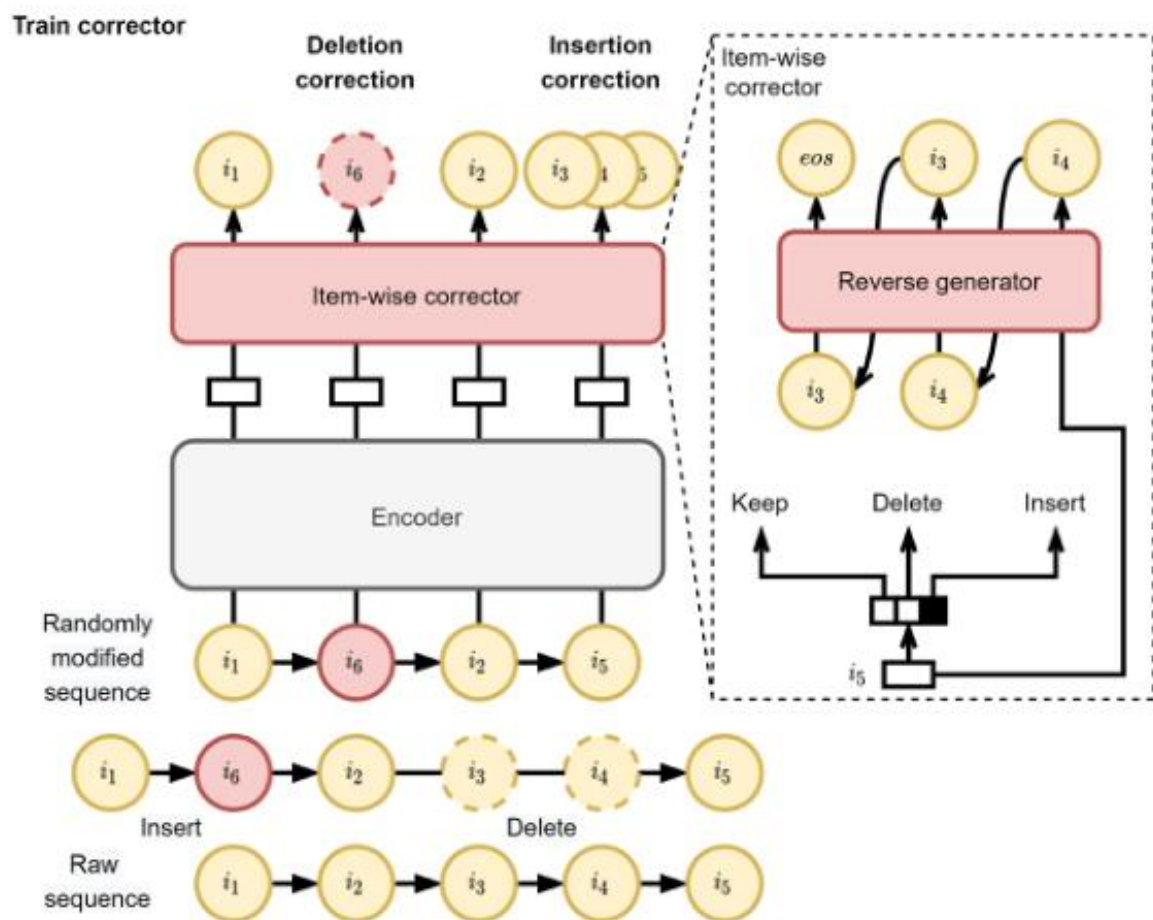 Train corrector
Deletion
correction
Insertion
correction
i₁
i₆
i₂
i₃ 4 5
Item-wise corrector
Encoder
Randomly
modified
sequence
i₁ i₆ i₂ i₅
i₁ i₆ i₂ i₃ i₄ i₅
Insert
Delete
Raw
sequence
i₁ i₂ i₃ i₄ i₅
Item-wise
corrector
eos i₃ i₄
Reverse generator
i₃ i₄
Keep
Delete
Insert
i₅